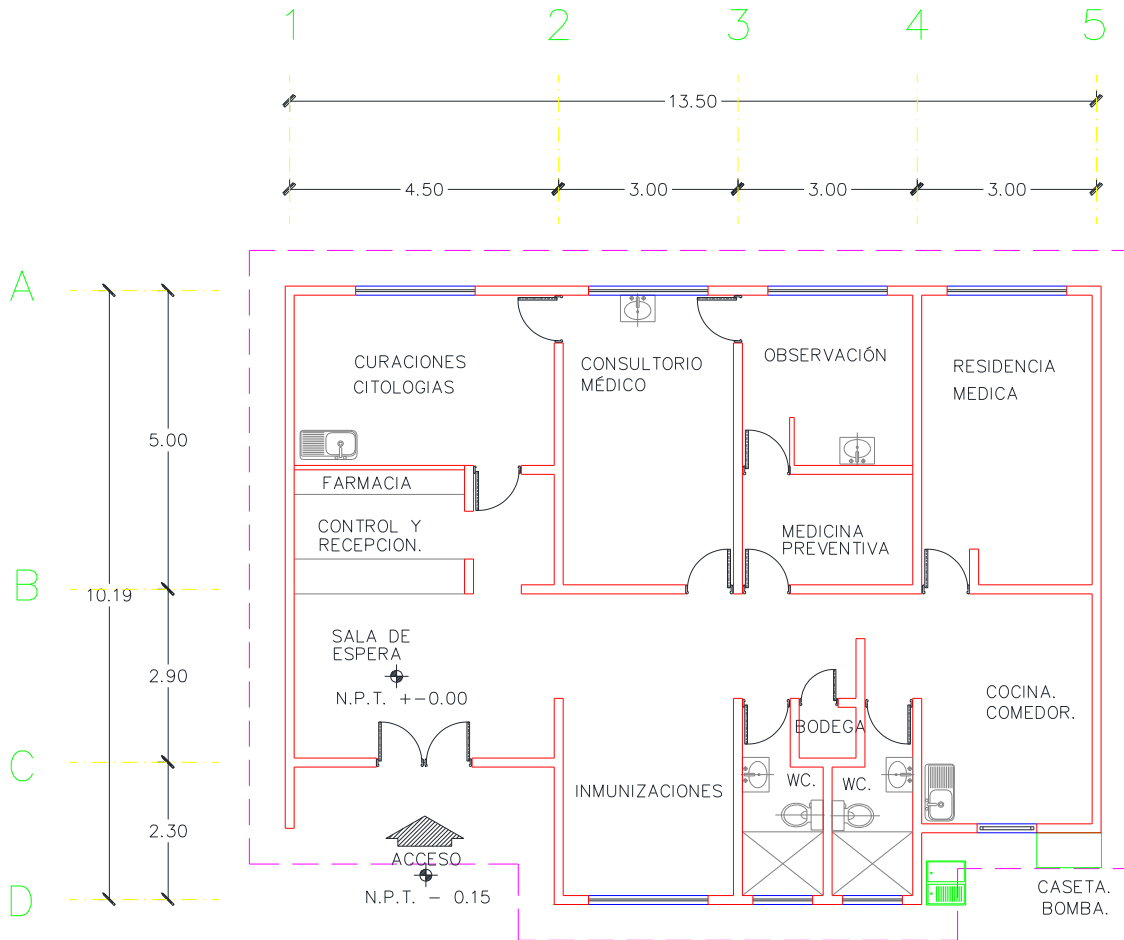 1
2
3
4
5
13.50
4.50
3.00
3.00
3.00
A
B
C
D
5.00
10.19
2.90
2.30
CURACIONES
CITOLOGIAS
CONSULTORIO
MÉDICO
OBSERVACIÓN
RESIDENCIA
MEDICA
FARMACIA
CONTROL Y
RECEPCION.
MEDICINA
PREVENTIVA
SALA DE
ESPERA
N.P.T. +-0.00
COCINA.
COMEDOR.
BODEGA
INMUNIZACIONES
WC.
WC.
ACCESO
N.P.T. - 0.15
CASETA.
BOMBA.